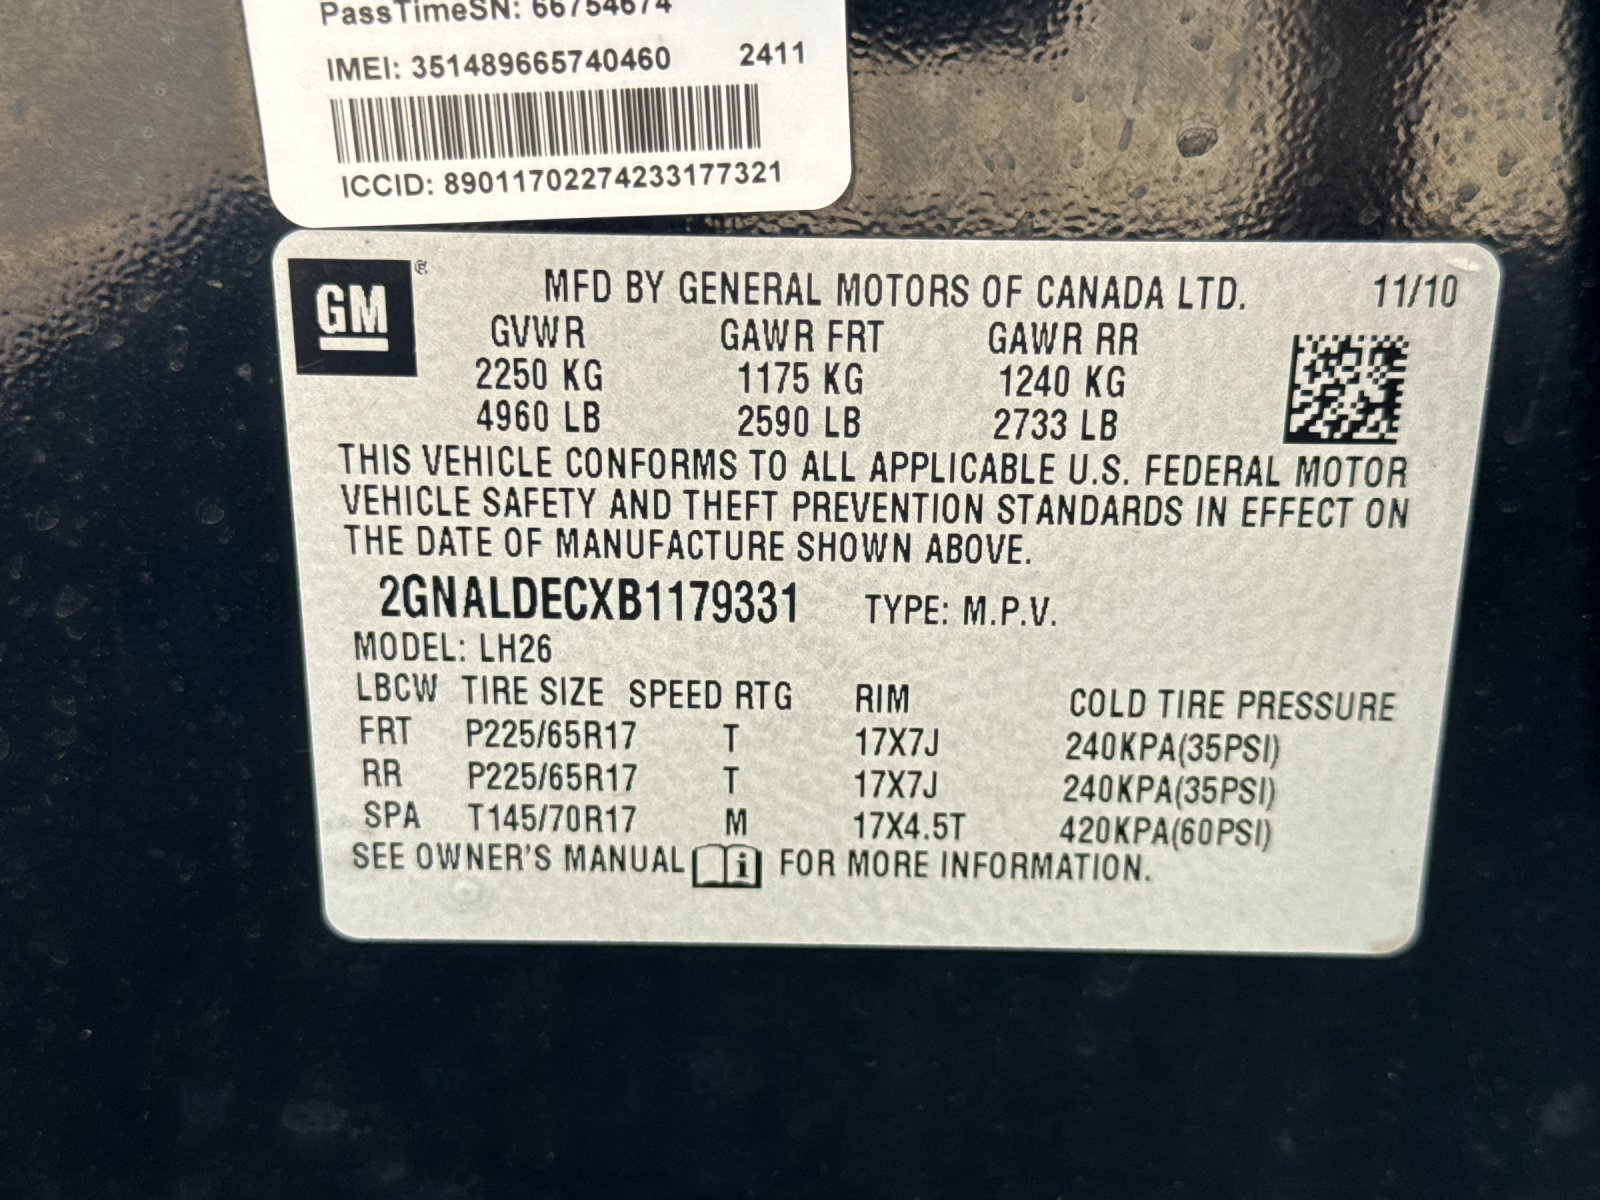 PassTimeSN: 66754674
IMEI: 351489665740460 2411
ICCID: 89011702274233177321
GM® MFD BY GENERAL MOTORS OF CANADA LTD. 11/10
GVWR GAWR FRT GAWR RR
2250 KG 1175 KG 1240 KG
4960 LB 2590 LB 2733 LB
THIS VEHICLE CONFORMS TO ALL APPLICABLE U.S. FEDERAL MOTOR
VEHICLE SAFETY AND THEFT PREVENTION STANDARDS IN EFFECT ON
THE DATE OF MANUFACTURE SHOWN ABOVE.
2GNALDECXB1179331 TYPE: M.P.V.
MODEL: LH26
LBCW TIRE SIZE SPEED RTG RIM COLD TIRE PRESSURE
FRT P225/65R17 T 17X7J 240KPA(35PSI)
RR P225/65R17 T 17X7J 240KPA(35PSI)
SPA T145/70R17 M 17X4.5T 420KPA(60PSI)
SEE OWNER'S MANUAL i FOR MORE INFORMATION.